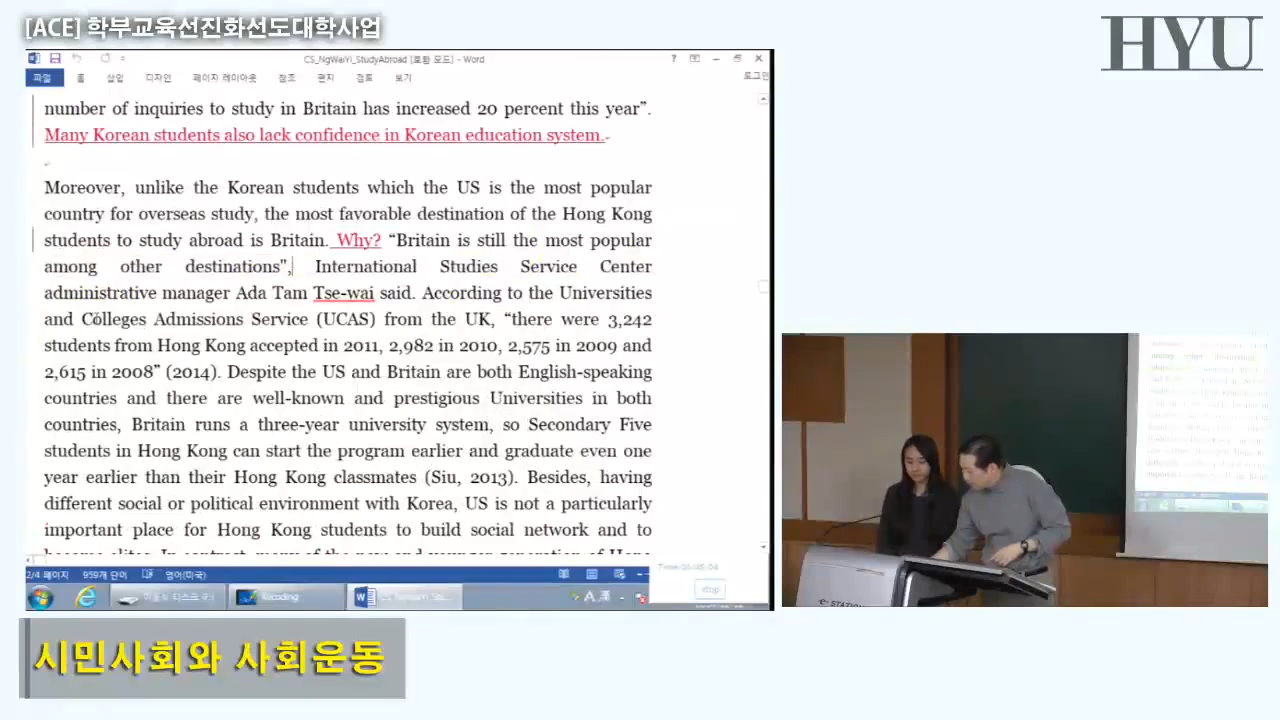 [ACE] 학부교육선진화선도대학사업
HYU
CS_NgWaiYi_StudyAbroad [호환 모드] - Word
파일 홈 삽입 디자인 페이지 레이아웃 참조 편지 검토 보기
로그인
number of inquiries to study in Britain has increased 20 percent this year”.
Many Korean students also lack confidence in Korean education system.
Moreover, unlike the Korean students which the US is the most popular
country for overseas study, the most favorable destination of the Hong Kong
students to study abroad is Britain. Why? “Britain is still the most popular
among other destinations”, International Studies Service Center
administrative manager Ada Tam Tse-wai said. According to the Universities
and Colleges Admissions Service (UCAS) from the UK, “there were 3,242
students from Hong Kong accepted in 2011, 2,982 in 2010, 2,575 in 2009 and
2,615 in 2008” (2014). Despite the US and Britain are both English-speaking
countries and there are well-known and prestigious Universities in both
countries, Britain runs a three-year university system, so Secondary Five
students in Hong Kong can start the program earlier and graduate even one
year earlier than their Hong Kong classmates (Siu, 2013). Besides, having
different social or political environment with Korea, US is not a particularly
important place for Hong Kong students to build social network and to
2/4 페이지 959개 단어 영어(미국)
stop
시민사회와 사회운동